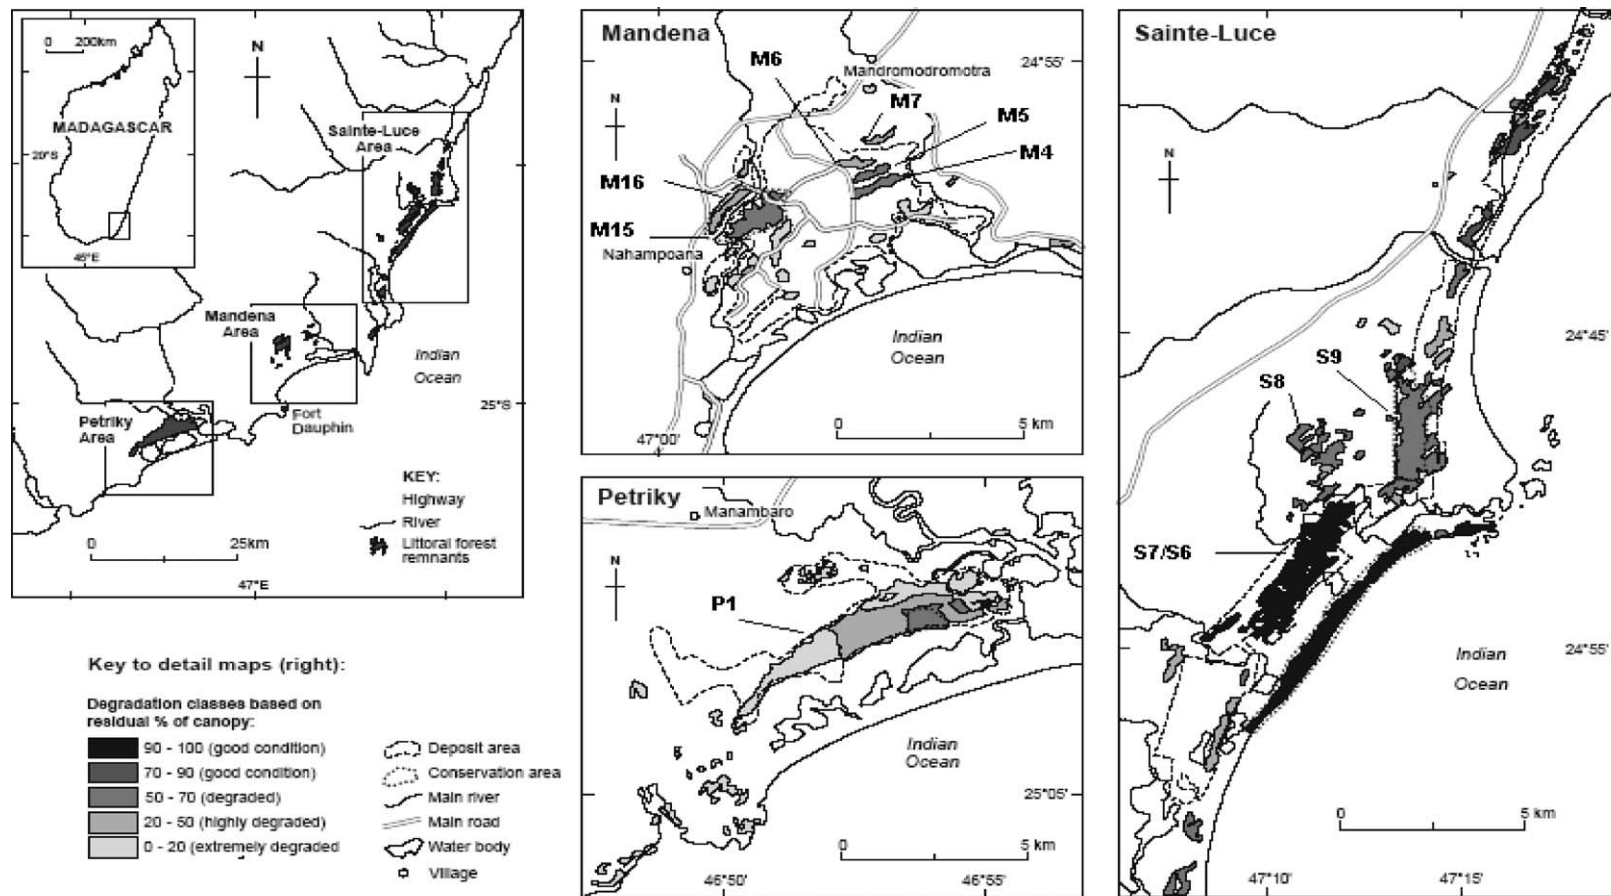 0 200km
N
MADAGASCAR
20°S
45°E
Sainte-Luce
Area
Mandena
Area
Indian
Ocean
25°S
Fort
Dauphin
Petriky
Area
KEY:
Highway
River
Littoral forest
remnants
0 25km
47°E
Key to detail maps (right):
Degradation classes based on
residual % of canopy:
90 - 100 (good condition)
70 - 90 (good condition)
50 - 70 (degraded)
20 - 50 (highly degraded)
0 - 20 (extremely degraded
Deposit area
Conservation area
Main river
Main road
Water body
Village
Mandena
24°55'
M6
Mandromodromotra
N
M7
M5
M4
M16
M15
Nahampoana
Indian
Ocean
0 5 km
47°00'
Petriky
Manambaro
N
P1
Indian
Ocean
25°05'
0 5 km
46°50' 46°55'
Sainte-Luce
N
24°45'
S9
S8
S7/S6
24°55'
Indian
Ocean
0 5 km
47°10' 47°15'